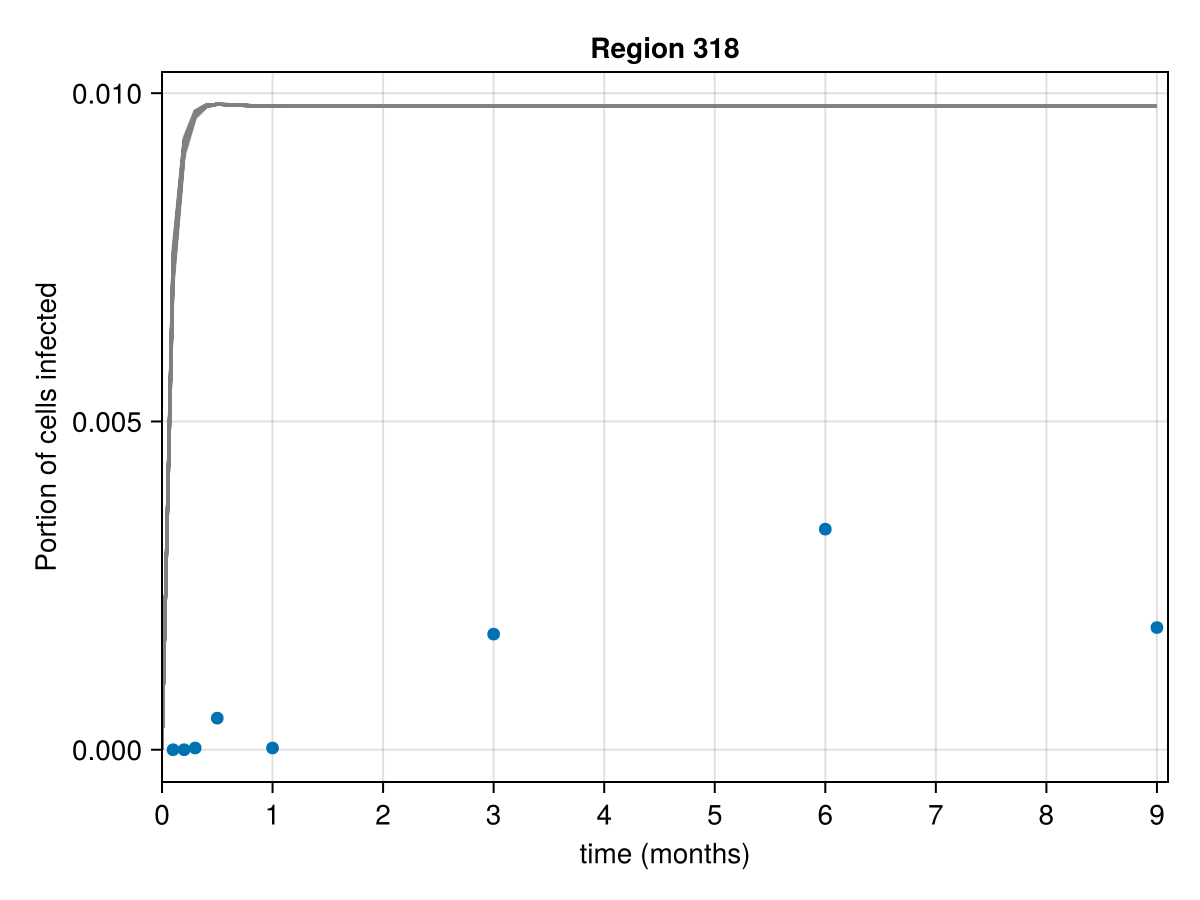 Region 318
0.010
0.005
0.000
Portion of cells infected
0 1 2 3 4 5 6 7 8 9
time (months)